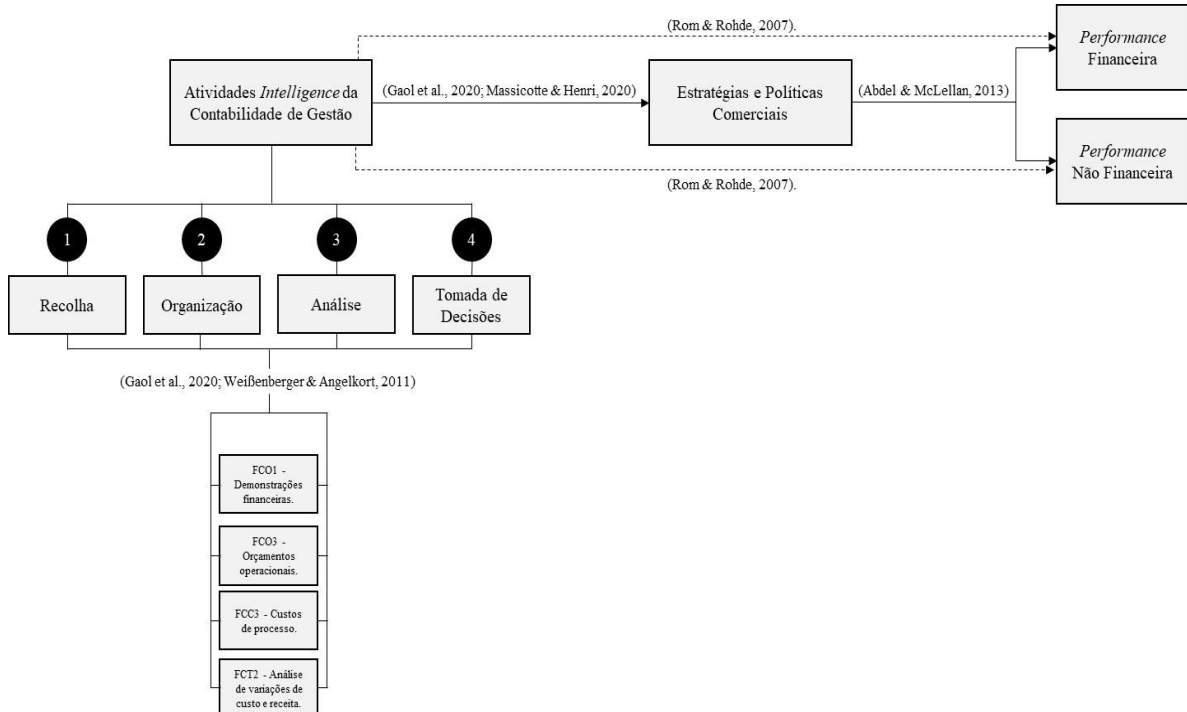 (Rom & Rohde, 2007).
Performance
Financeira
Atividades Intelligence da
Contabilidade de Gestão
(Gaol et al., 2020; Massicotte & Henri, 2020)
Estratégias e Políticas
Comerciais
(Abdel & McLellan, 2013)
Performance
Não Financeira
(Rom & Rohde, 2007).
1
2
3
4
Recolha
Organização
Análise
Tomada de
Decisões
(Gaol et al., 2020; Weißenberger & Angelkort, 2011)
FCO1 -
Demonstrações
financeiras.
FCO3 -
Orçamentos
operacionais.
FCC3 - Custos
de processo.
FCT2 - Análise
de variações de
custo e receita.